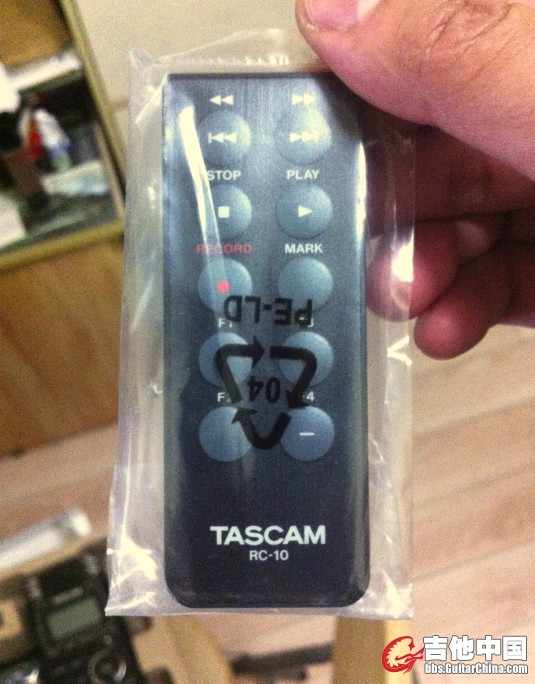 STOP PLAY
RECORD MARK
PE-LD
04
TASCAM
RC-10
吉他中国
bbs.GuitarChina.com